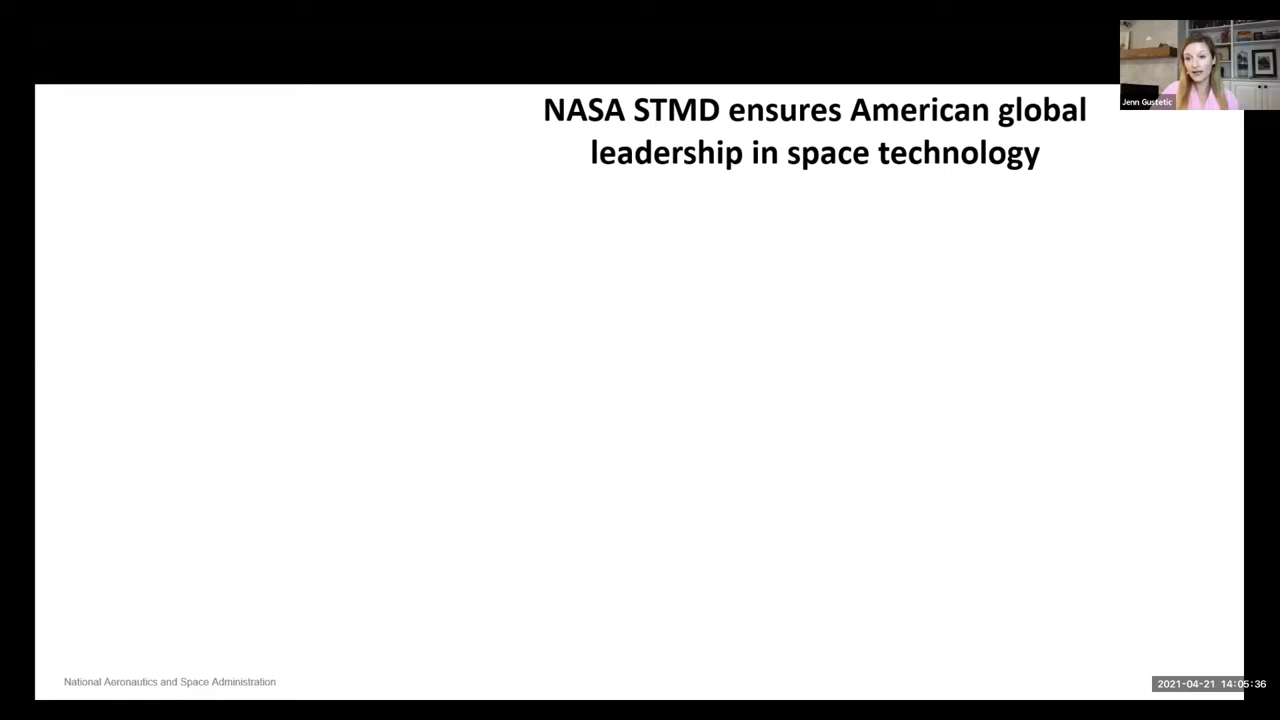 NASA STMD ensures American global
leadership in space technology
Jenn Gustetic
National Aeronautics and Space Administration
2021-04-21 14:05:36